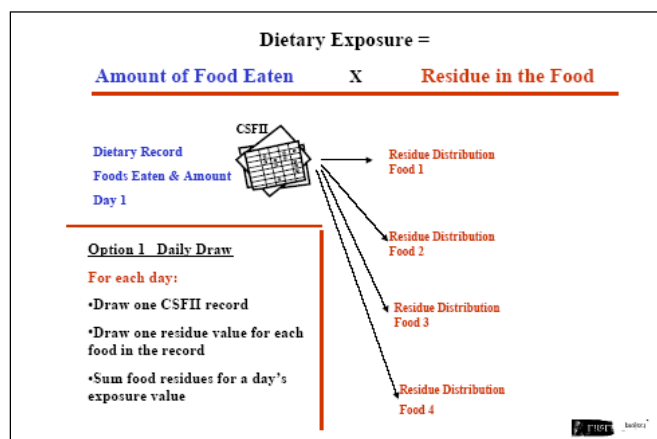 Dietary Exposure =
Amount of Food Eaten X Residue in the Food
CSFII
Dietary Record
Foods Eaten & Amount
Day 1
Residue Distribution
Food 1
Residue Distribution
Food 2
Residue Distribution
Food 3
Residue Distribution
Food 4
Option 1 Daily Draw
For each day:
•Draw one CSFII record
•Draw one residue value for each
food in the record
•Sum food residues for a day's
exposure value